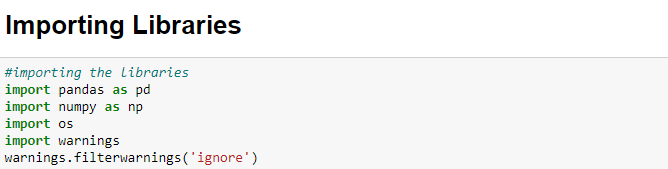 Importing Libraries
#importing the libraries
import pandas as pd
import numpy as np
import os
import warnings
warnings.filterwarnings('ignore')